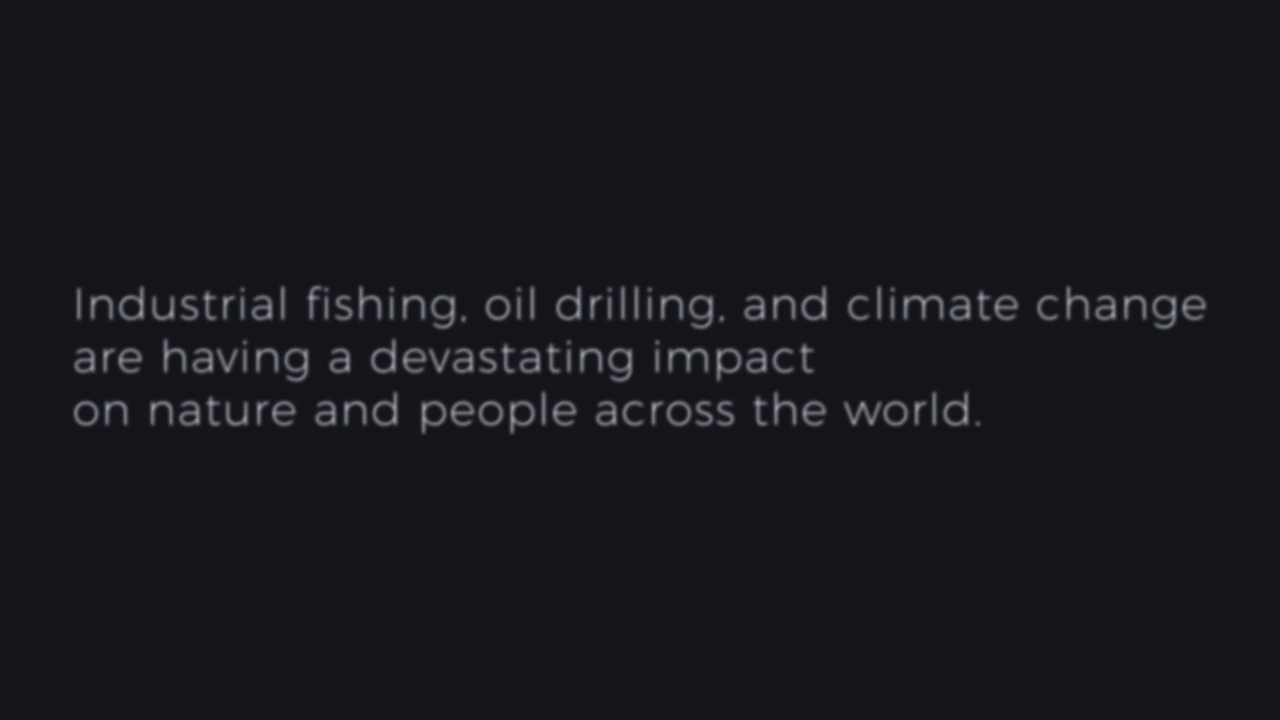 Industrial fishing, oil drilling, and climate change
are having a devastating impact
on nature and people across the world.